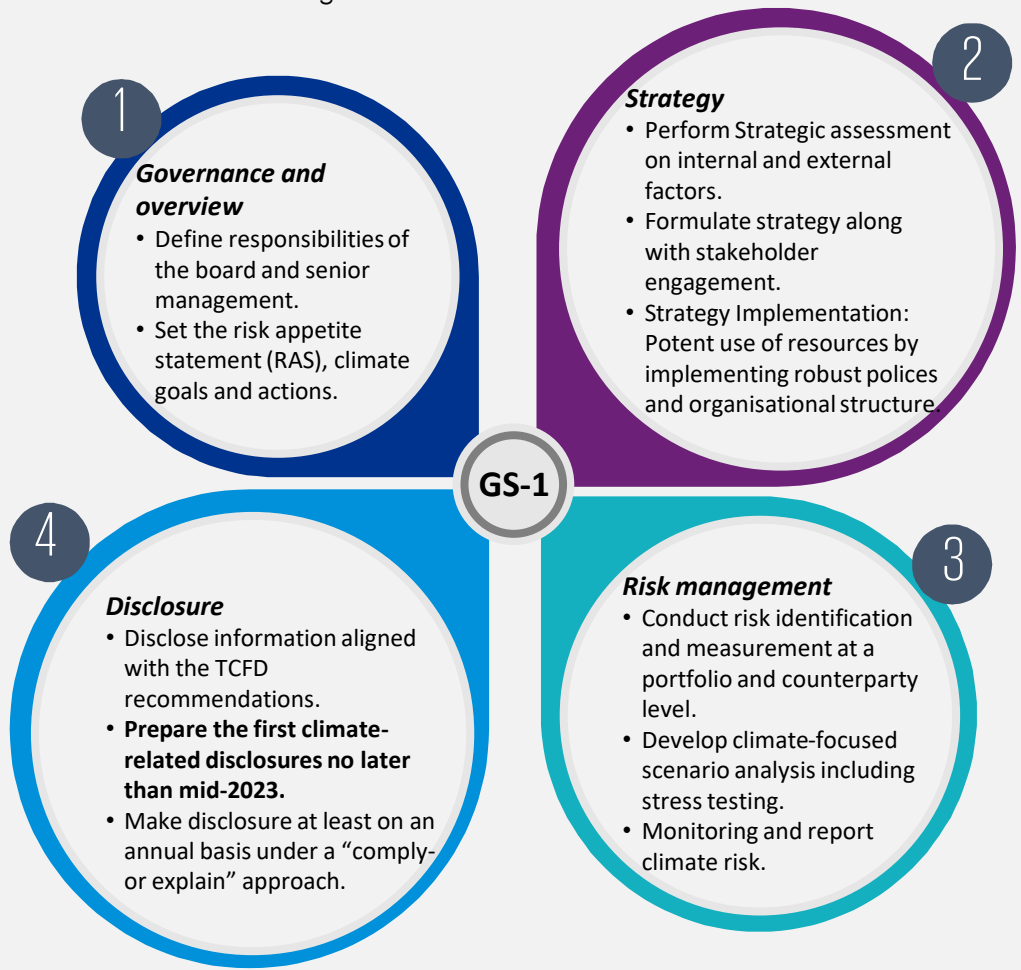 1
Governance and
overview
• Define responsibilities of
the board and senior
management.
• Set the risk appetite
statement (RAS), climate
goals and actions.
2
Strategy
• Perform Strategic assessment
on internal and external
factors.
• Formulate strategy along
with stakeholder
engagement.
• Strategy Implementation:
Potent use of resources by
implementing robust polices
and organisational structure.
GS-1
4
Disclosure
• Disclose information aligned
with the TCFD
recommendations.
• Prepare the first climate-
related disclosures no later
than mid-2023.
• Make disclosure at least on an
annual basis under a “comply-
or explain” approach.
3
Risk management
• Conduct risk identification
and measurement at a
portfolio and counterparty
level.
• Develop climate-focused
scenario analysis including
stress testing.
• Monitoring and report
climate risk.